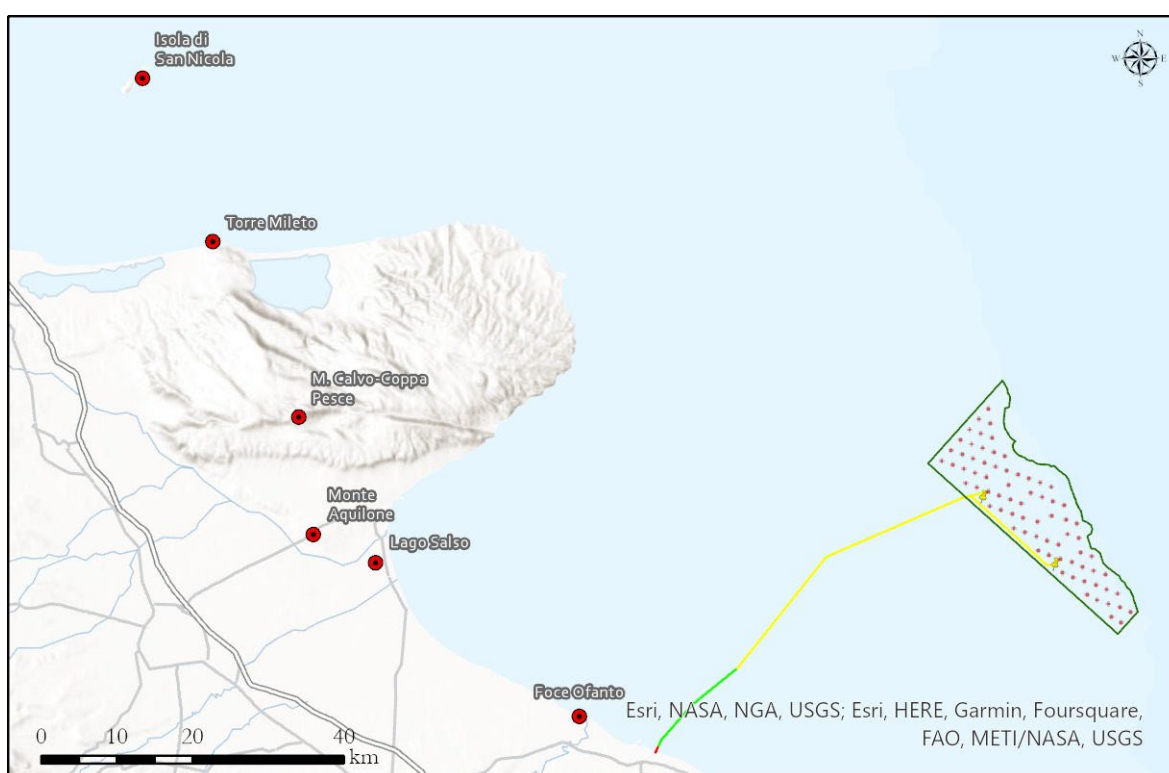 Isola di
San Nicola
N
W
E
S
Torre Mileto
M. Calvo-Coppa
Pesce
Monte
Aquilone
Lago Salso
Foce Ofanto
Esri, NASA, NGA, USGS; Esri, HERE, Garmin, Foursquare,
FAO, METI/NASA, USGS
0 10 20 40
km